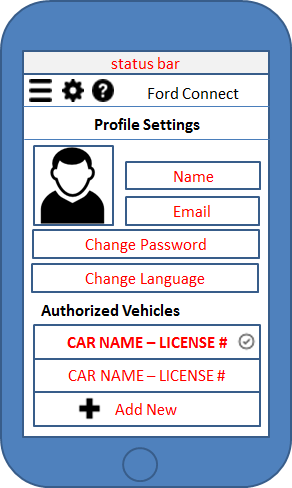 status bar
Ford Connect
Profile Settings
Name
Email
Change Password
Change Language
Authorized Vehicles
CAR NAME – LICENSE #
CAR NAME – LICENSE #
Add New